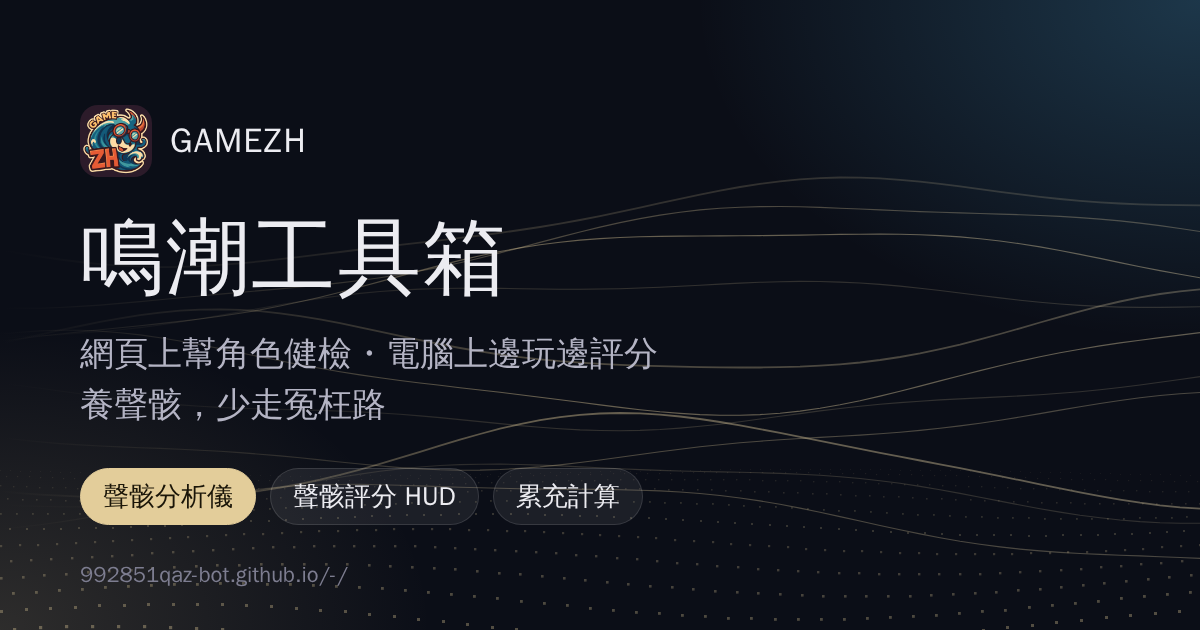 GAME
ZH
GAMEZH
鳴潮工具箱
網頁上幫角色健檢・電腦上邊玩邊評分
養聲骸，少走冤枉路
聲骸分析儀
聲骸評分 HUD
累充計算
992851qaz-bot.github.io/-/